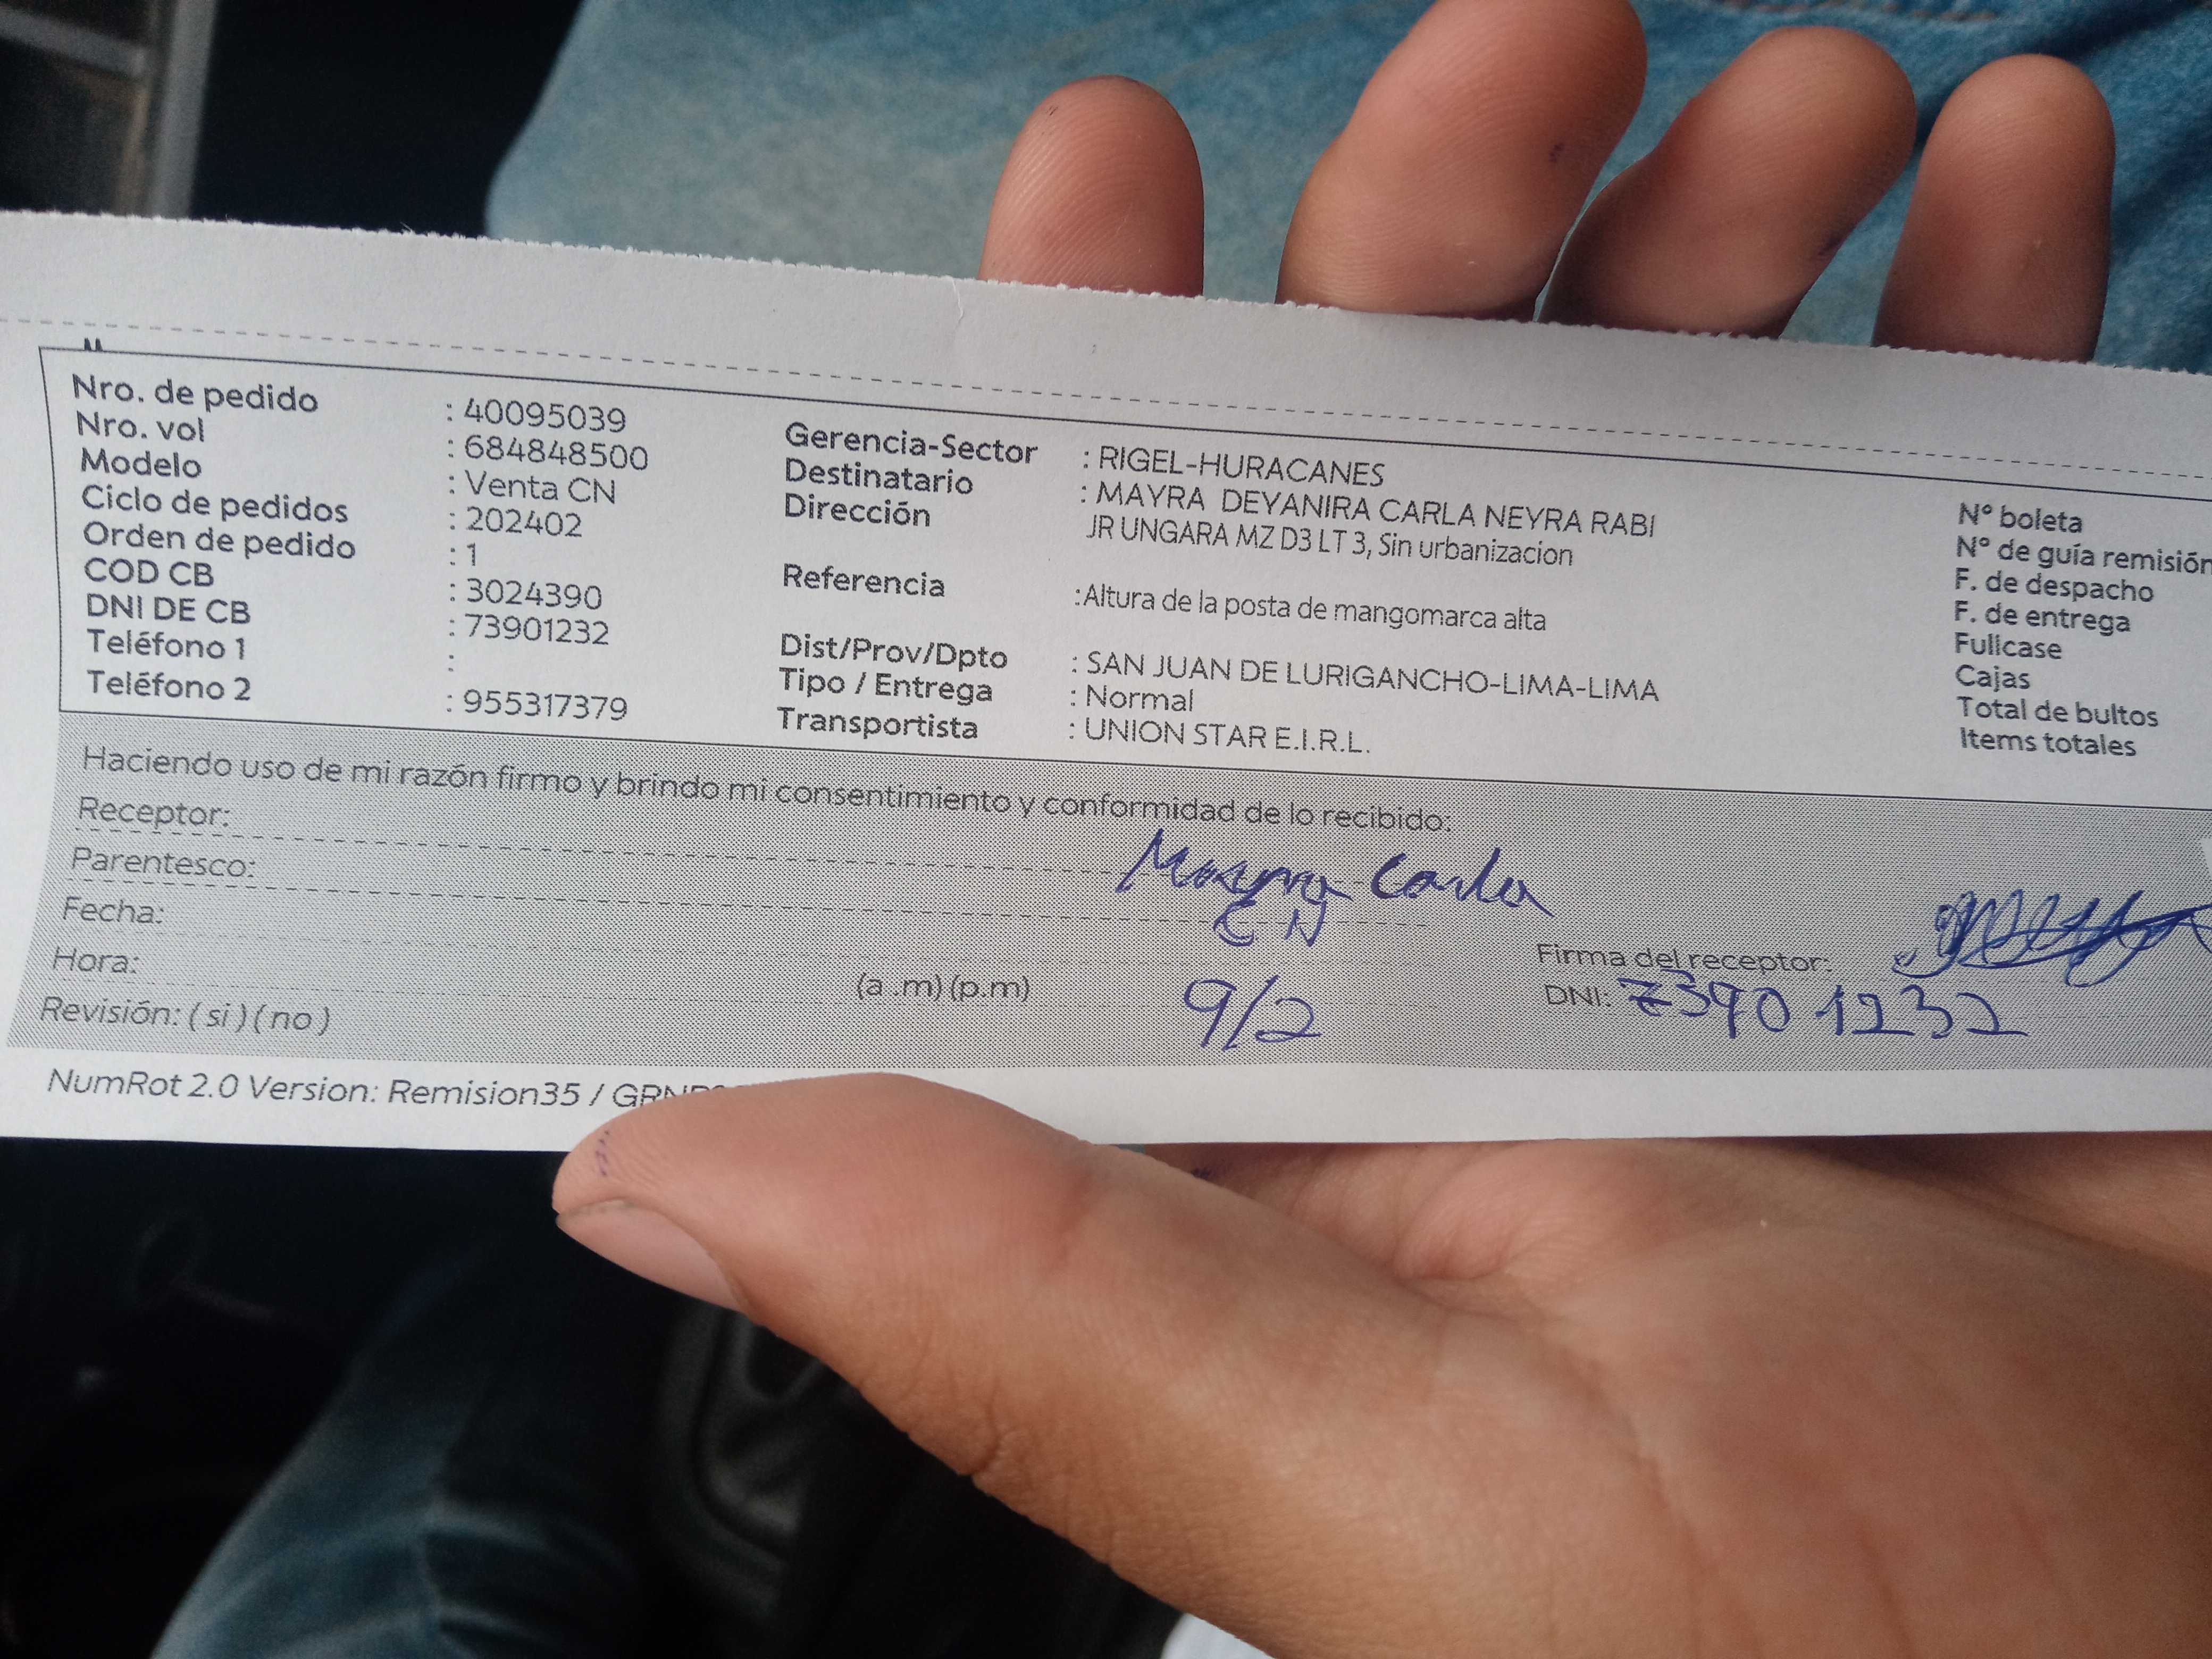 Nro. de pedido : 40095039
Nro. vol : 684848500
Modelo : Venta CN
Ciclo de pedidos : 202402
Orden de pedido : 1
COD CB : 3024390
DNI DE CB : 73901232
Teléfono 1 :
Teléfono 2 : 955317379
Gerencia-Sector : RIGEL-HURACANES
Destinatario : MAYRA DEYANIRA CARLA NEYRA RABI
Dirección JR UNGARA MZ D3 LT 3, Sin urbanizacion
Referencia :Altura de la posta de mangomarca alta
Dist/Prov/Dpto : SAN JUAN DE LURIGANCHO-LIMA-LIMA
Tipo / Entrega : Normal
Transportista : UNION STAR E.I.R.L.
N° boleta
N° de guía remisión
F. de despacho
F. de entrega
Fullcase
Cajas
Total de bultos
Items totales
Haciendo uso de mi razón firmo y brindo mi consentimiento y conformidad de lo recibido:
Receptor: Mayra Carla
Parentesco: CN
Fecha:
Hora: (a .m) (p.m) 9/2
Revisión: ( si ) ( no )
Firma del receptor:
DNI: 73901232
NumRot 2.0 Version: Remision35 /